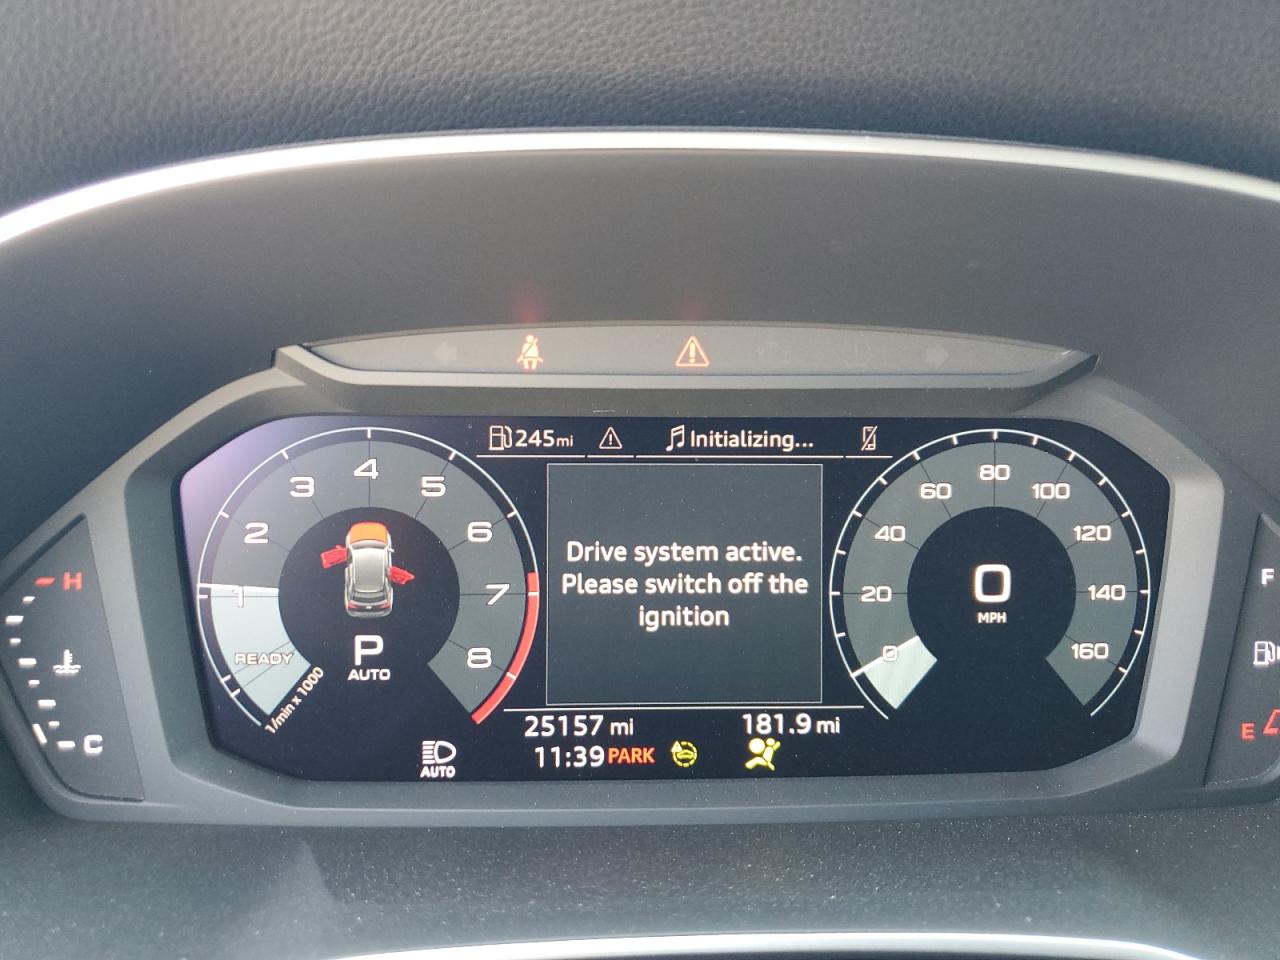 245 mi
Initializing...
1 2 3 4 5 6 7 8
READY
1/min x 1000
P
AUTO
Drive system active.
Please switch off the
ignition
0 20 40 60 80 100 120 140 160
0
MPH
H
C
F
E
25157 mi
181.9 mi
AUTO
11:39 PARK